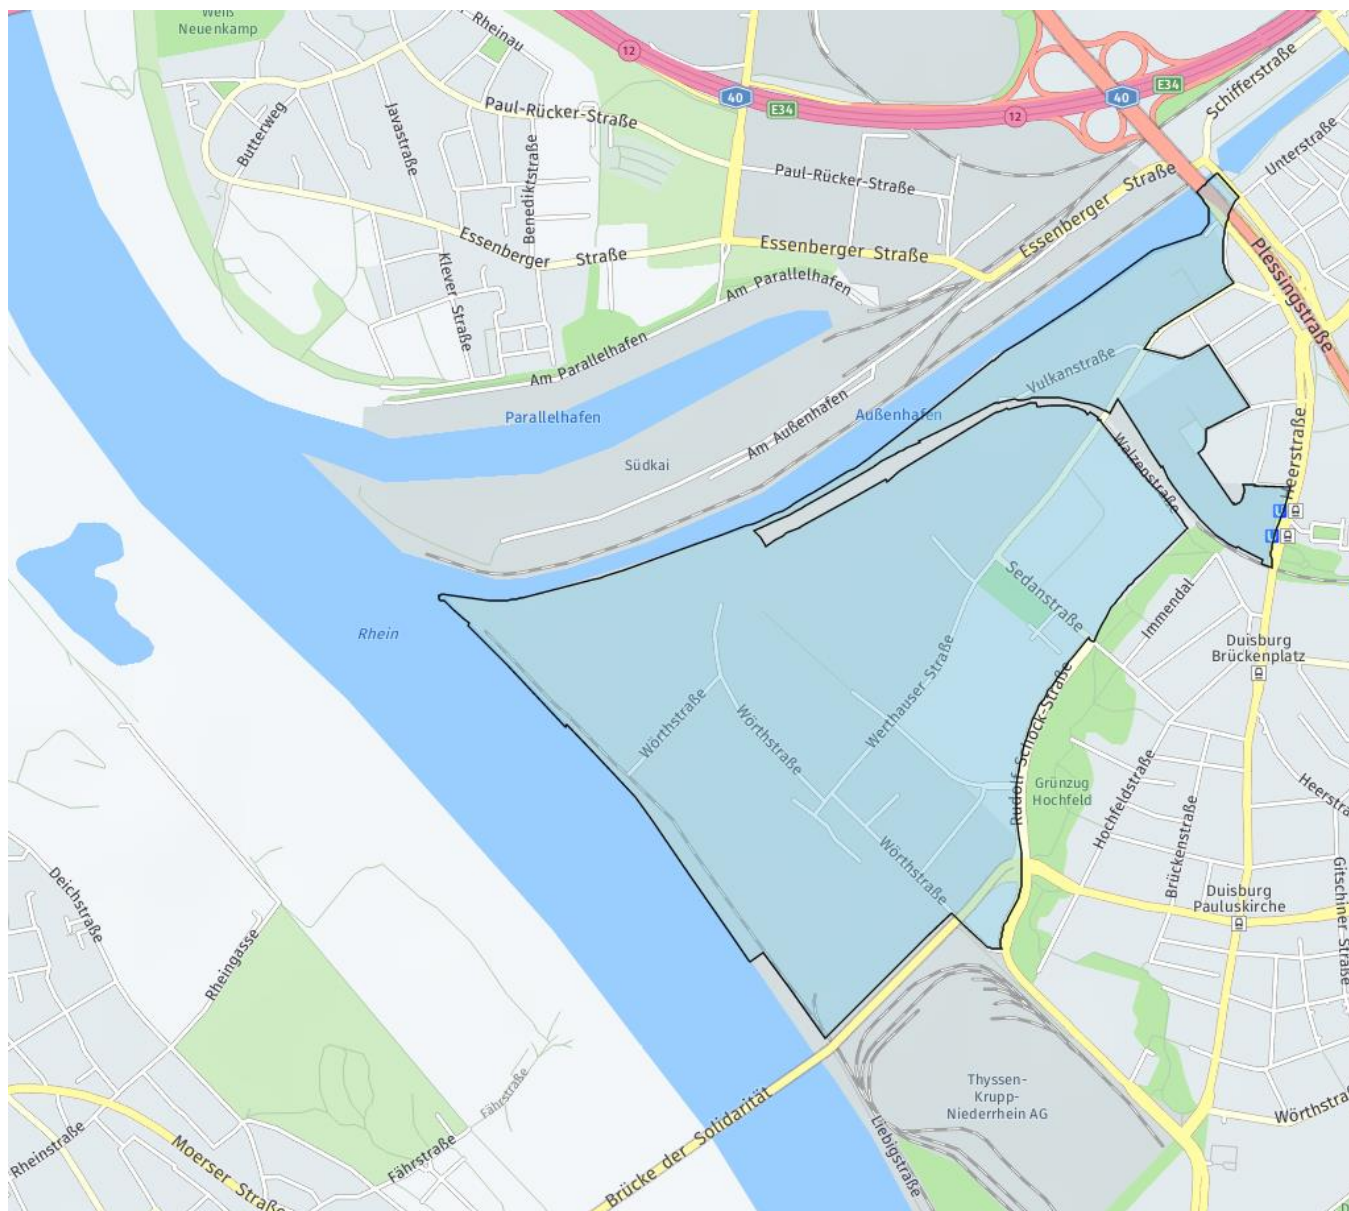 Weiß
Neuenkamp
Rheinau
12
40
E34
12
40
E34
Schifferstraße
Butterweg
Javastraße
Paul-Rücker-Straße
Benediktstraße
Paul-Rücker-Straße
Unterstraße
Essenberger Straße
Essenberger Straße
Klever Straße
Essenberger Straße
Plessingstraße
Am Parallelhafen
Am Parallelhafen
Parallelhafen
Außenhafen
Vulkanstraße
Am Außenhafen
Südkai
Walzenstraße
Heerstraße
U
H
U
H
Sedanstraße
Immendal
Rhein
Duisburg
Brückenplatz
H
Wörthstraße
Wörthstraße
Werthauser Straße
Rudolf-Schock-Straße
Grünzug
Hochfeld
Hochfeldstraße
Brückenstraße
Wörthstraße
Duisburg
Pauluskirche
H
Gitschiner Straße
Deichstraße
Rheingasse
Thyssen-
Krupp-
Niederrhein AG
Fährstraße
Brücke der Solidarität
Liebigstraße
Rheinstraße
Moerser Straße
Fährstraße